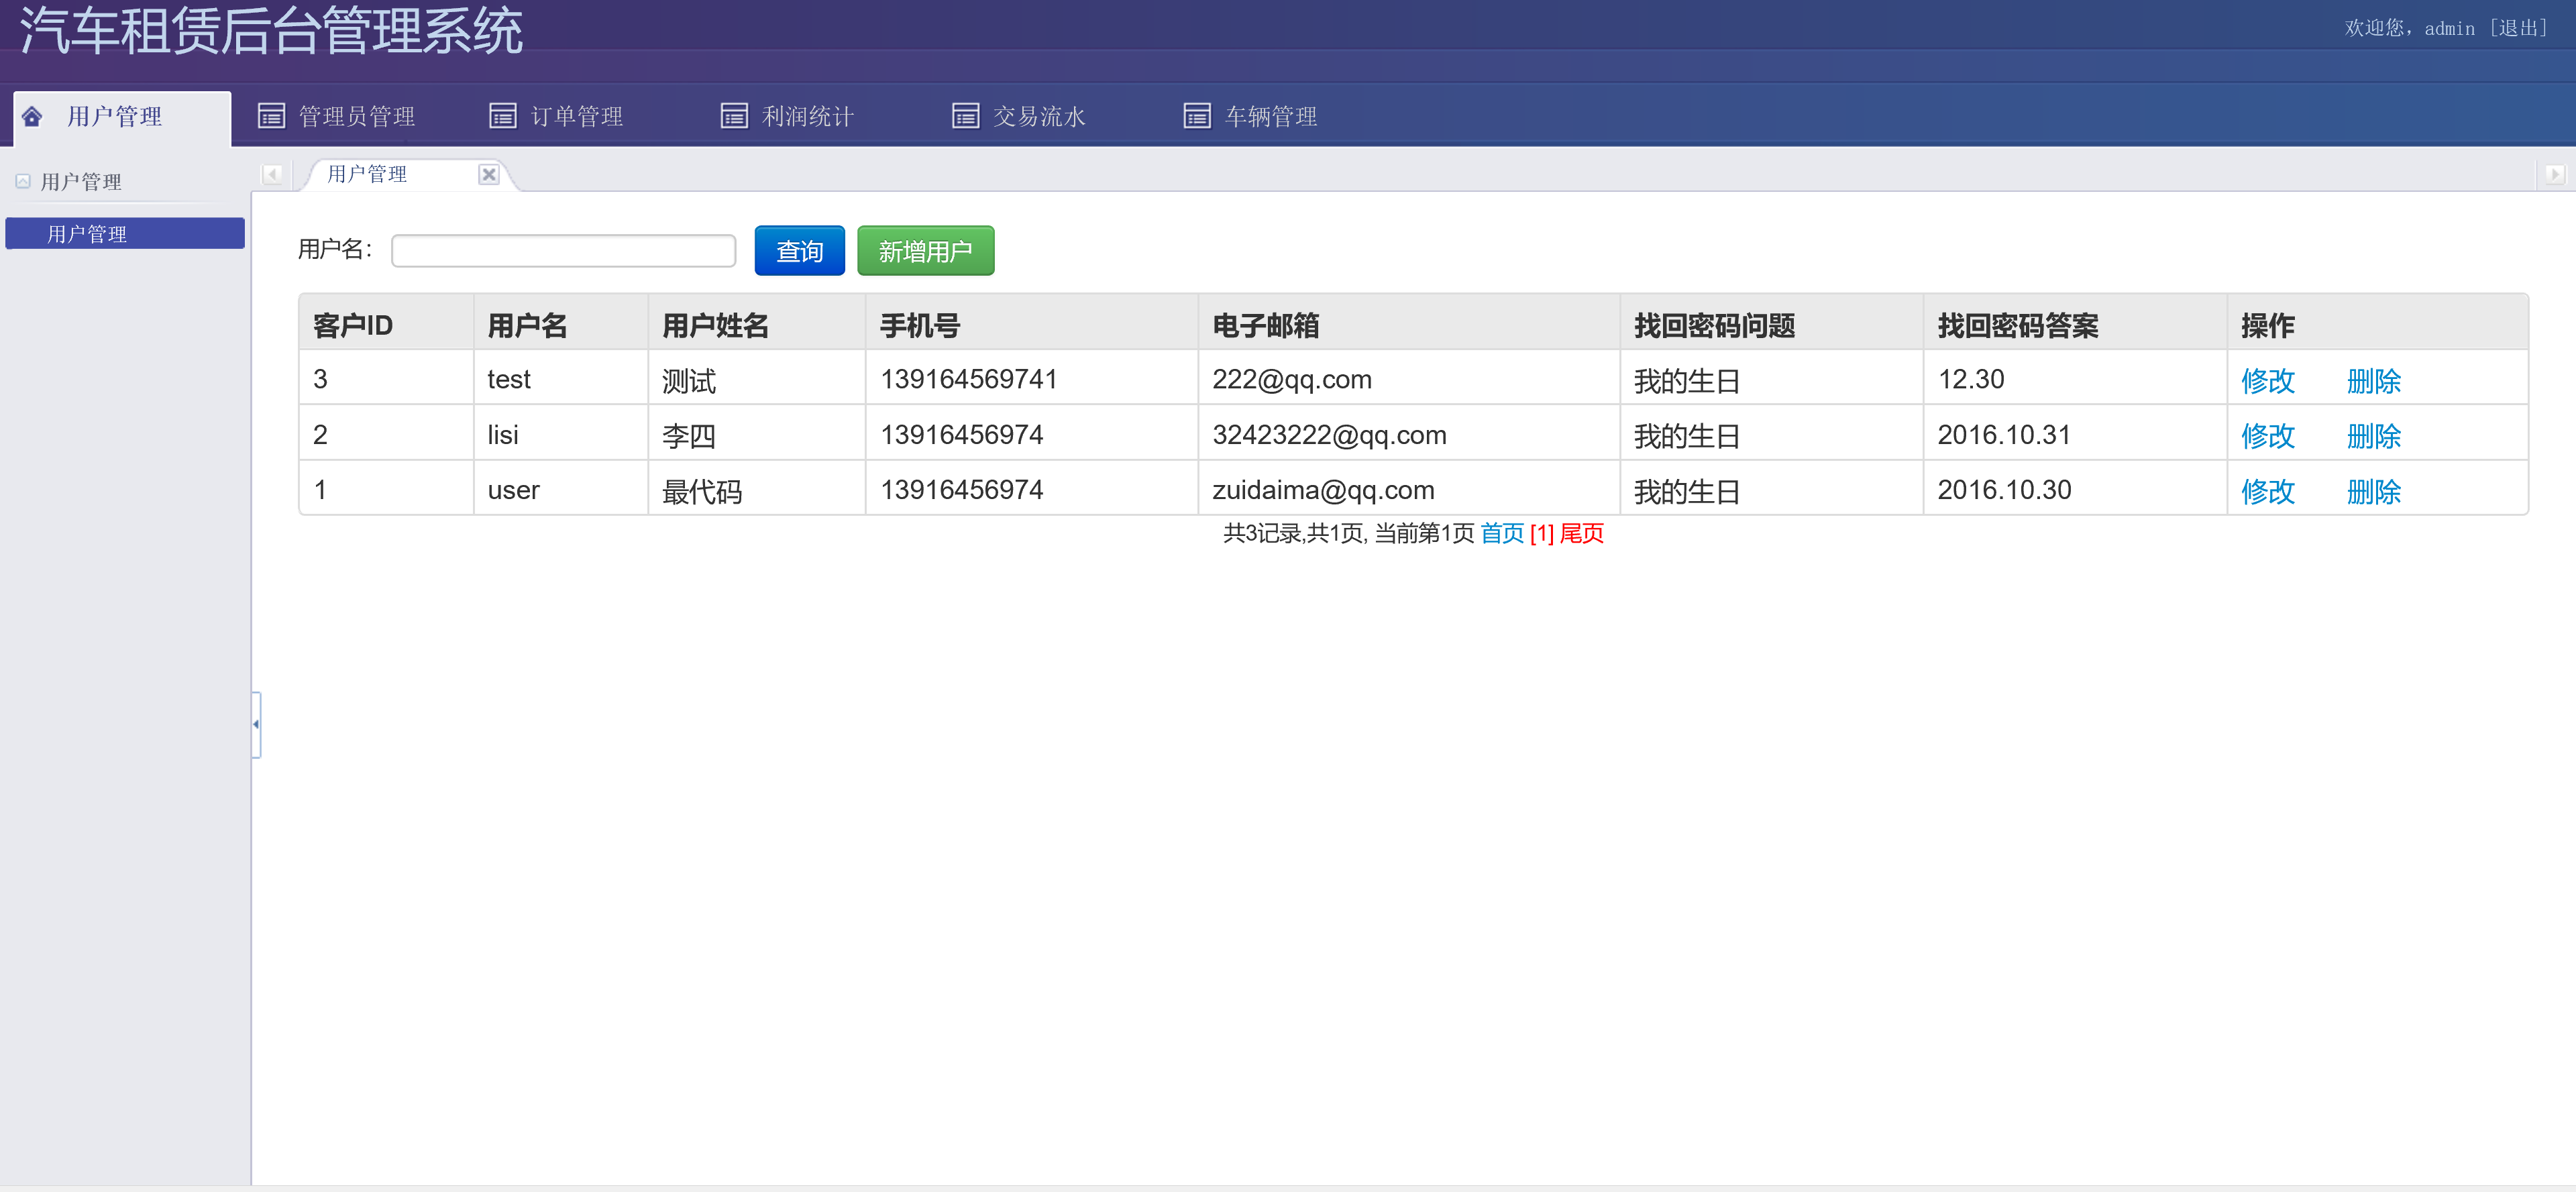 汽车租赁后台管理系统
欢迎您，admin [退出]
用户管理 管理员管理 订单管理 利润统计 交易流水 车辆管理
用户管理
用户管理
用户管理
用户名： 查询 新增用户
客户ID 用户名 用户姓名 手机号 电子邮箱 找回密码问题 找回密码答案 操作
3 test 测试 139164569741 222@qq.com 我的生日 12.30 修改 删除
2 lisi 李四 13916456974 32423222@qq.com 我的生日 2016.10.31 修改 删除
1 user 最代码 13916456974 zuidaima@qq.com 我的生日 2016.10.30 修改 删除
共3记录,共1页, 当前第1页 首页 [1] 尾页